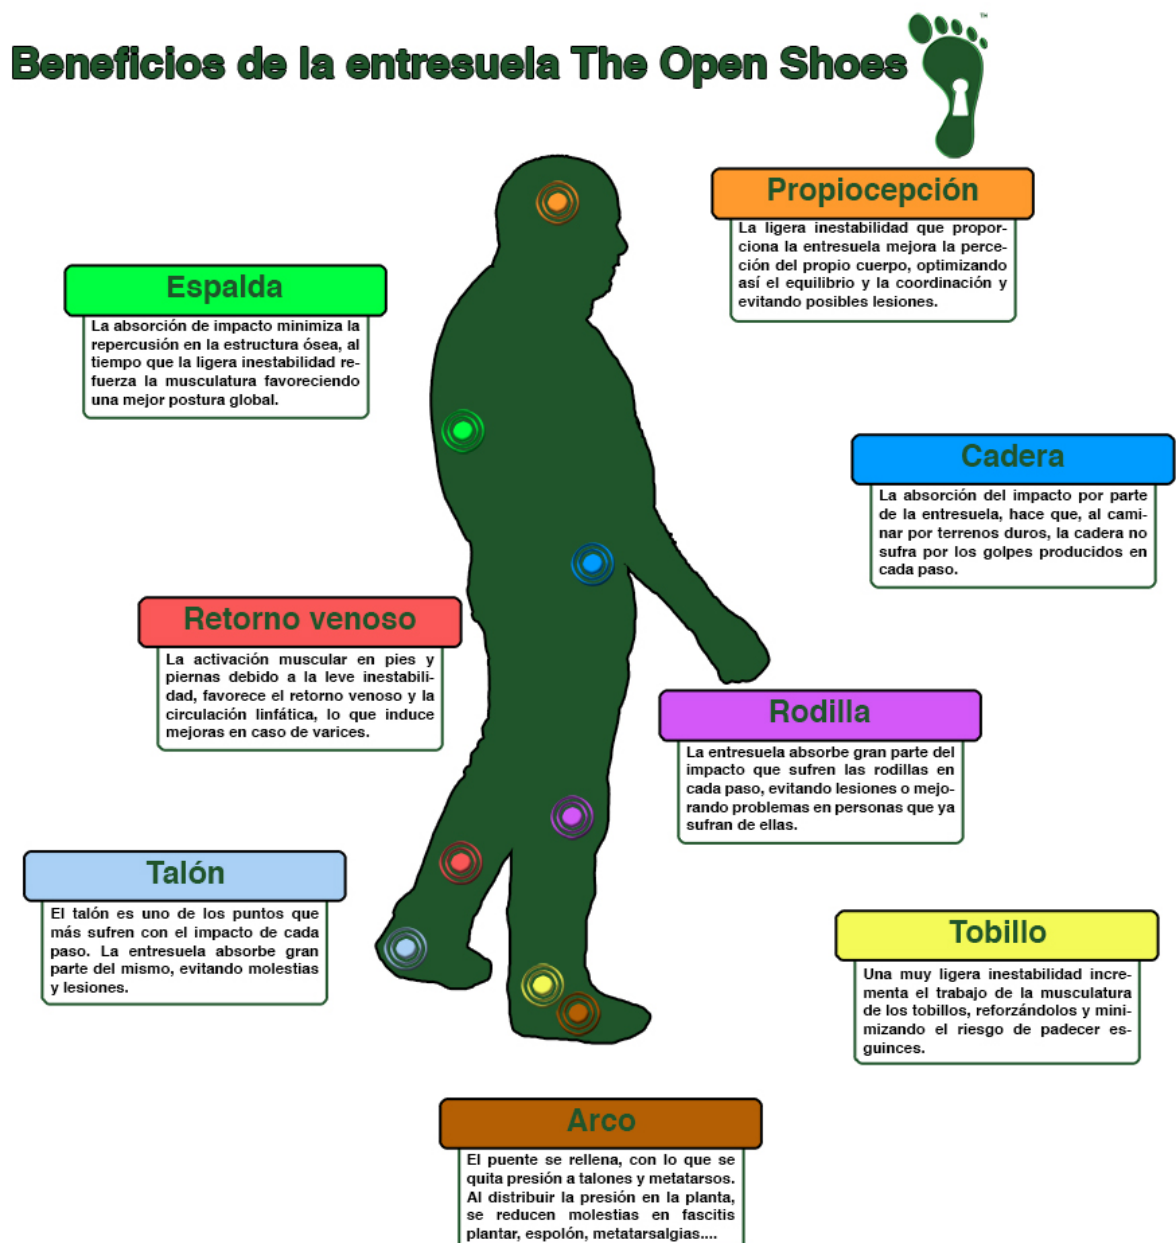 Beneficios de la entresuela The Open Shoes
TM
Propiocepción
La ligera inestabilidad que propor-
ciona la entresuela mejora la perce-
ción del propio cuerpo, optimizando
así el equilibrio y la coordinación y
evitando posibles lesiones.
Espalda
La absorción de impacto minimiza la
repercusión en la estructura ósea, al
tiempo que la ligera inestabilidad re-
fuerza la musculatura favoreciendo
una mejor postura global.
Cadera
La absorción del impacto por parte
de la entresuela, hace que, al cami-
nar por terrenos duros, la cadera no
sufra por los golpes producidos en
cada paso.
Retorno venoso
La activación muscular en pies y
piernas debido a la leve inestabili-
dad, favorece el retorno venoso y la
circulación linfática, lo que induce
mejoras en caso de varices.
Rodilla
La entresuela absorbe gran parte del
impacto que sufren las rodillas en
cada paso, evitando lesiones o mejo-
rando problemas en personas que ya
sufran de ellas.
Talón
El talón es uno de los puntos que
más sufren con el impacto de cada
paso. La entresuela absorbe gran
parte del mismo, evitando molestias
y lesiones.
Tobillo
Una muy ligera inestabilidad incre-
menta el trabajo de la musculatura
de los tobillos, reforzándolos y mini-
mizando el riesgo de padecer es-
guinces.
Arco
El puente se rellena, con lo que se
quita presión a talones y metatarsos.
Al distribuir la presión en la planta,
se reducen molestias en fascitis
plantar, espolón, metatarsalgias....